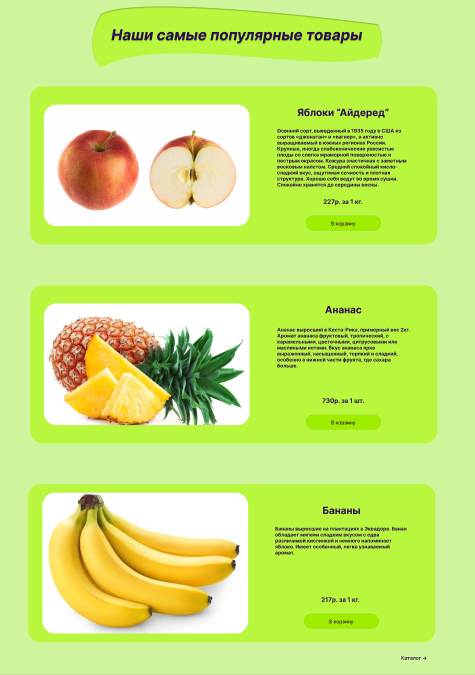 Наши самые популярные товары
Яблоки “Айдеред”
Осенний сорт, выведенный в 1935 году в США из
сортов «джонатан» и «вагнер», и активно
выращиваемый в южных регионах России.
Крупные, иногда слабоконические увесистые
плоды со слегка мраморной поверхностью и
пестрым окрасом. Кожура эластичная с заметным
восковым налетом. Средний спокойный кисло-
сладкий вкус, ощутимая сочность и плотная
структура. Хорошо себя ведут во время сушки.
Спокойно хранятся до середины весны.
227р. за 1 кг.
В корзину
Ананас
Ананас выросший в Коста-Рика, примерный вес 2кг.
Аромат ананаса фруктовый, тропический, с
карамельными, цветочными, цитрусовыми или
масляными нотами. Вкус ананаса ярко
выраженный, насыщенный, терпкий и сладкий,
особенно в нижней части фрукта, где сахара
больше.
730р. за 1 шт.
В корзину
Бананы
Бананы выросшие на плантациях в Эквадоре. Банан
обладает мягким сладким вкусом с едва
различимой кислинкой и немного напоминает
яблоко. Имеет особенный, легко узнаваемый
аромат.
217р. за 1 кг.
В корзину
Каталог →